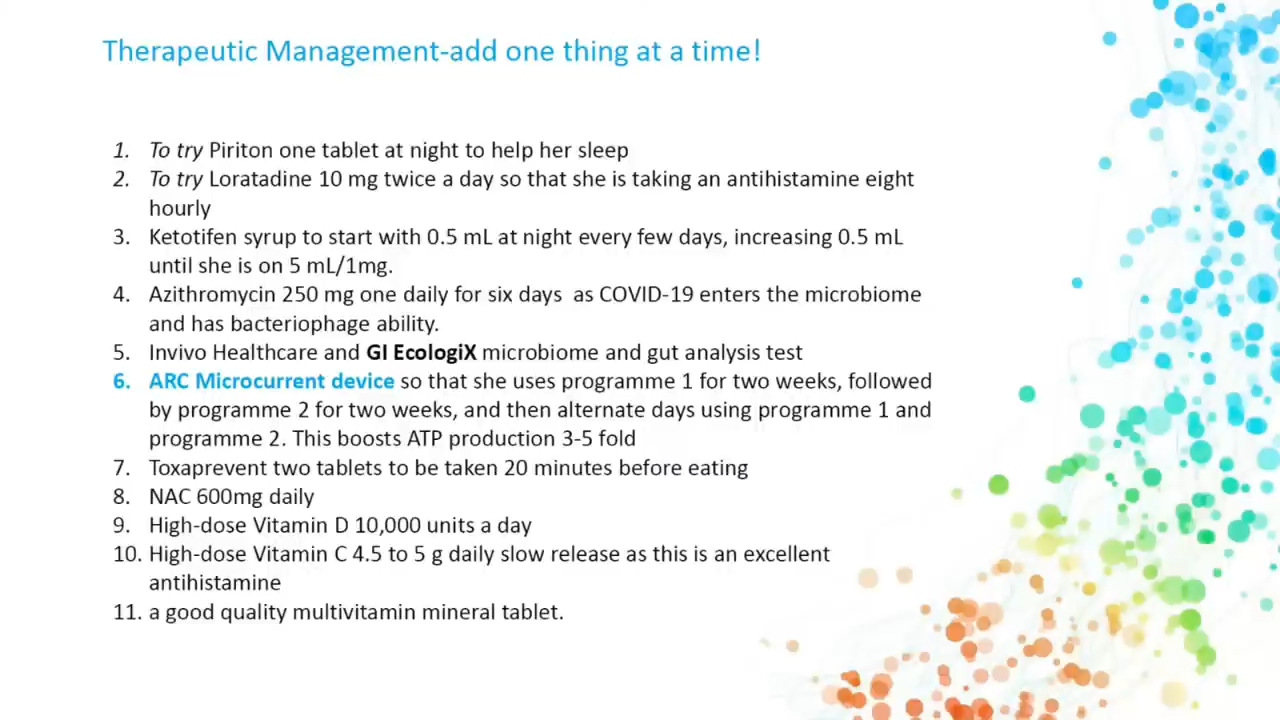 Therapeutic Management-add one thing at a time!
1. To try Piriton one tablet at night to help her sleep
2. To try Loratadine 10 mg twice a day so that she is taking an antihistamine eight
hourly
3. Ketotifen syrup to start with 0.5 mL at night every few days, increasing 0.5 mL
until she is on 5 mL/1mg.
4. Azithromycin 250 mg one daily for six days  as COVID-19 enters the microbiome
and has bacteriophage ability.
5. Invivo Healthcare and GI EcologiX microbiome and gut analysis test
6. ARC Microcurrent device so that she uses programme 1 for two weeks, followed
by programme 2 for two weeks, and then alternate days using programme 1 and
programme 2. This boosts ATP production 3-5 fold
7. Toxaprevent two tablets to be taken 20 minutes before eating
8. NAC 600mg daily
9. High-dose Vitamin D 10,000 units a day
10. High-dose Vitamin C 4.5 to 5 g daily slow release as this is an excellent
antihistamine
11. a good quality multivitamin mineral tablet.